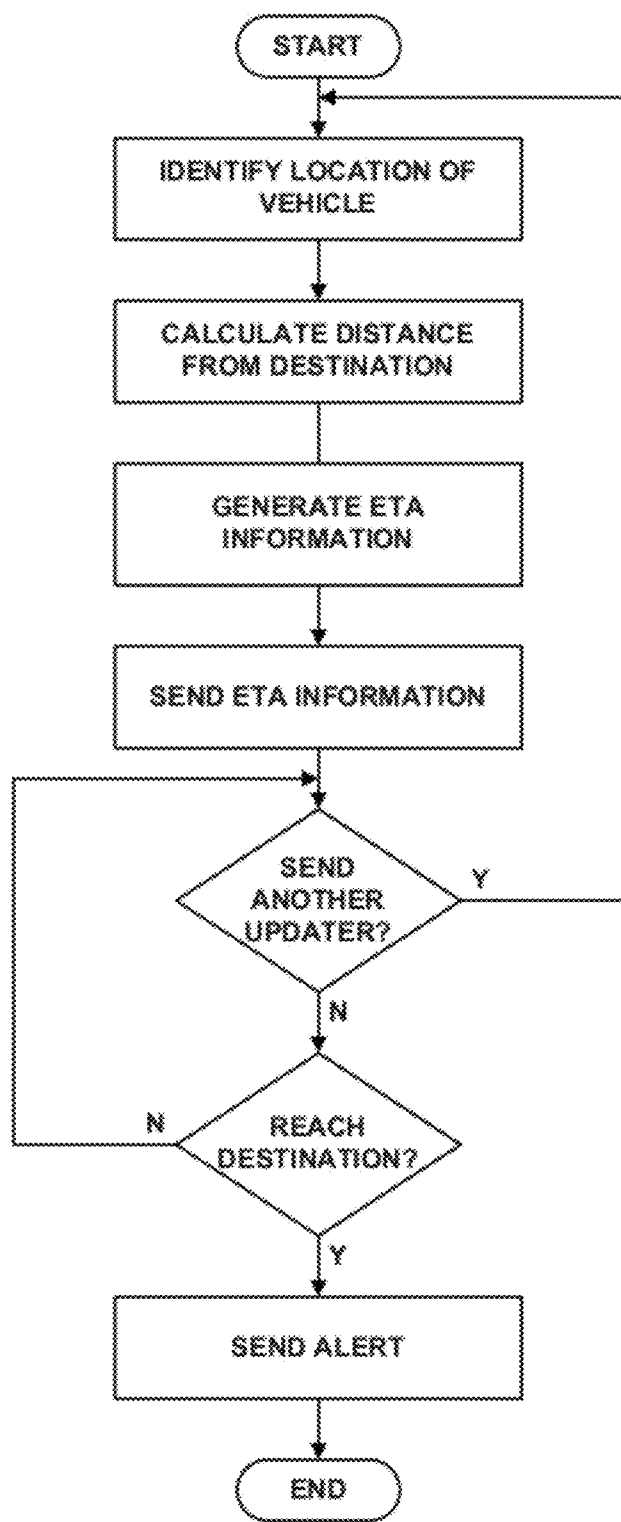 START
IDENTIFY LOCATION OF
VEHICLE
CALCULATE DISTANCE
FROM DESTINATION
GENERATE ETA
INFORMATION
SEND ETA INFORMATION
SEND
ANOTHER
UPDATER?
Y
N
REACH
DESTINATION?
N
Y
SEND ALERT
END